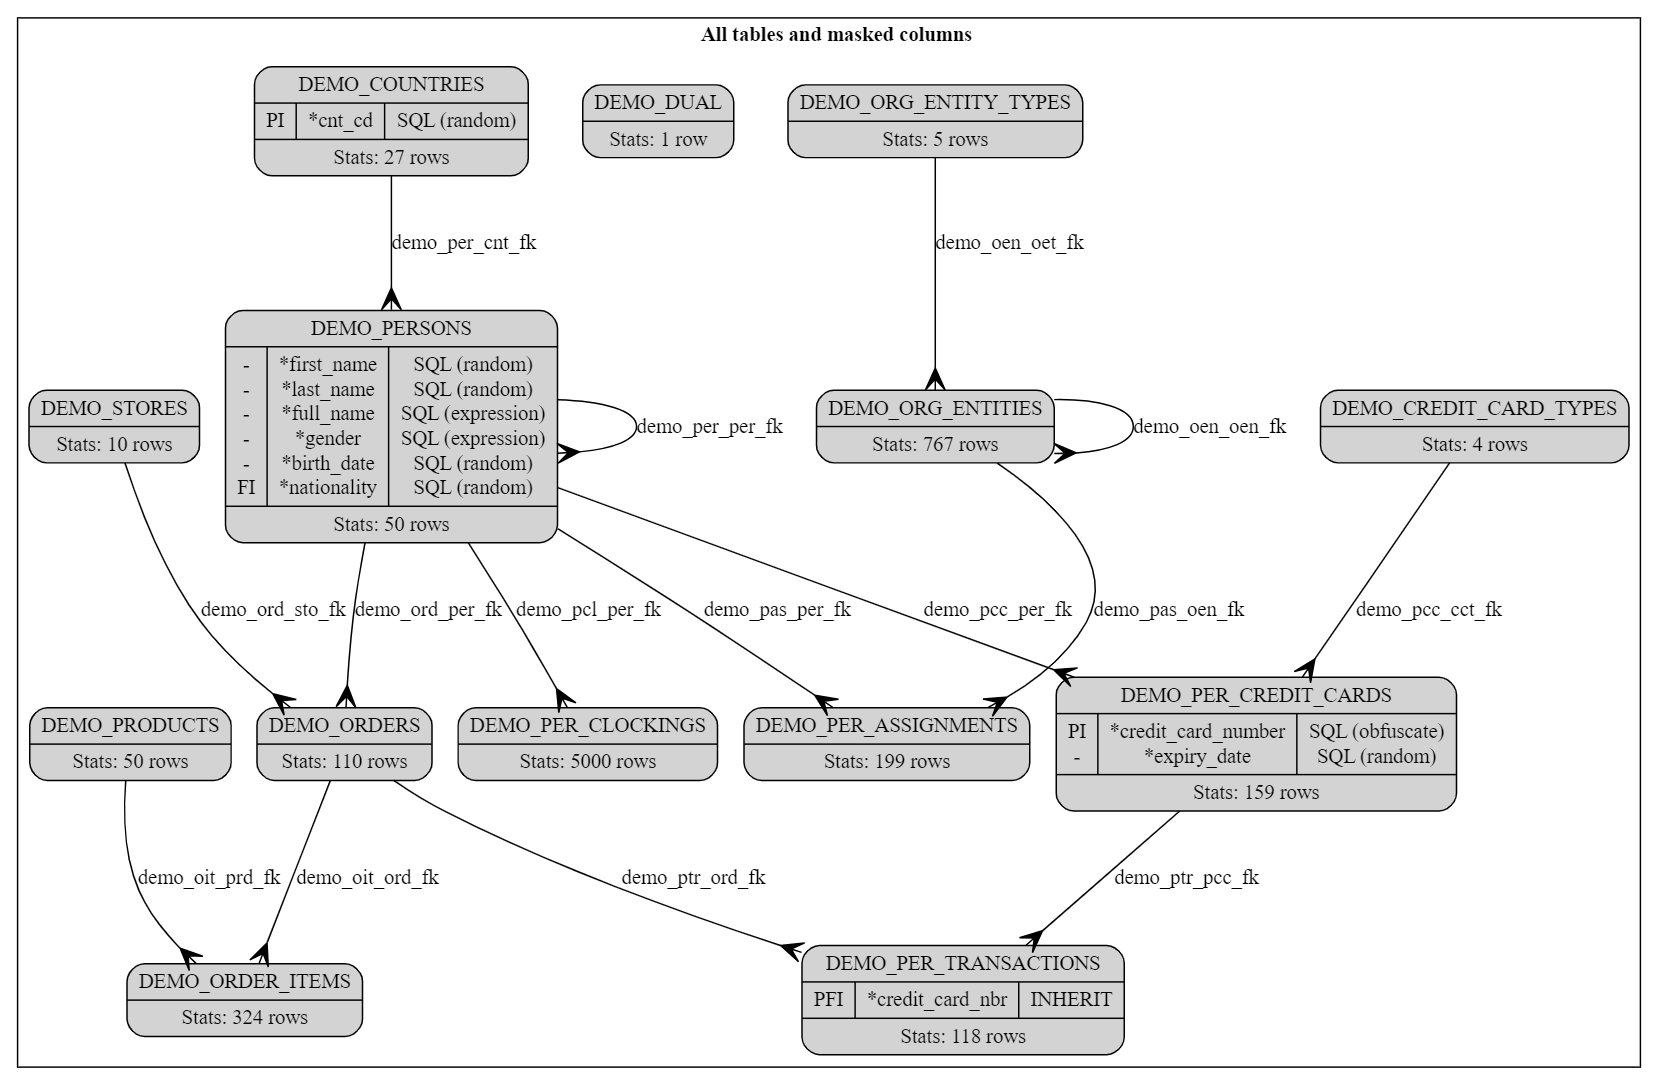 All tables and masked columns
DEMO_COUNTRIES
PI *cnt_cd SQL (random)
Stats: 27 rows
DEMO_DUAL
Stats: 1 row
DEMO_ORG_ENTITY_TYPES
Stats: 5 rows
demo_per_cnt_fk
demo_oen_oet_fk
DEMO_PERSONS
- *first_name SQL (random)
- *last_name SQL (random)
- *full_name SQL (expression)
- *gender SQL (expression)
- *birth_date SQL (random)
FI *nationality SQL (random)
Stats: 50 rows
demo_per_per_fk
DEMO_STORES
Stats: 10 rows
DEMO_ORG_ENTITIES
Stats: 767 rows
demo_oen_oen_fk
DEMO_CREDIT_CARD_TYPES
Stats: 4 rows
demo_ord_sto_fk
demo_ord_per_fk
demo_pcl_per_fk
demo_pas_per_fk
demo_pcc_per_fk
demo_pas_oen_fk
demo_pcc_cct_fk
DEMO_PRODUCTS
Stats: 50 rows
DEMO_ORDERS
Stats: 110 rows
DEMO_PER_CLOCKINGS
Stats: 5000 rows
DEMO_PER_ASSIGNMENTS
Stats: 199 rows
DEMO_PER_CREDIT_CARDS
PI *credit_card_number SQL (obfuscate)
- *expiry_date SQL (random)
Stats: 159 rows
demo_oit_prd_fk
demo_oit_ord_fk
demo_ptr_ord_fk
demo_ptr_pcc_fk
DEMO_ORDER_ITEMS
Stats: 324 rows
DEMO_PER_TRANSACTIONS
PFI *credit_card_nbr INHERIT
Stats: 118 rows